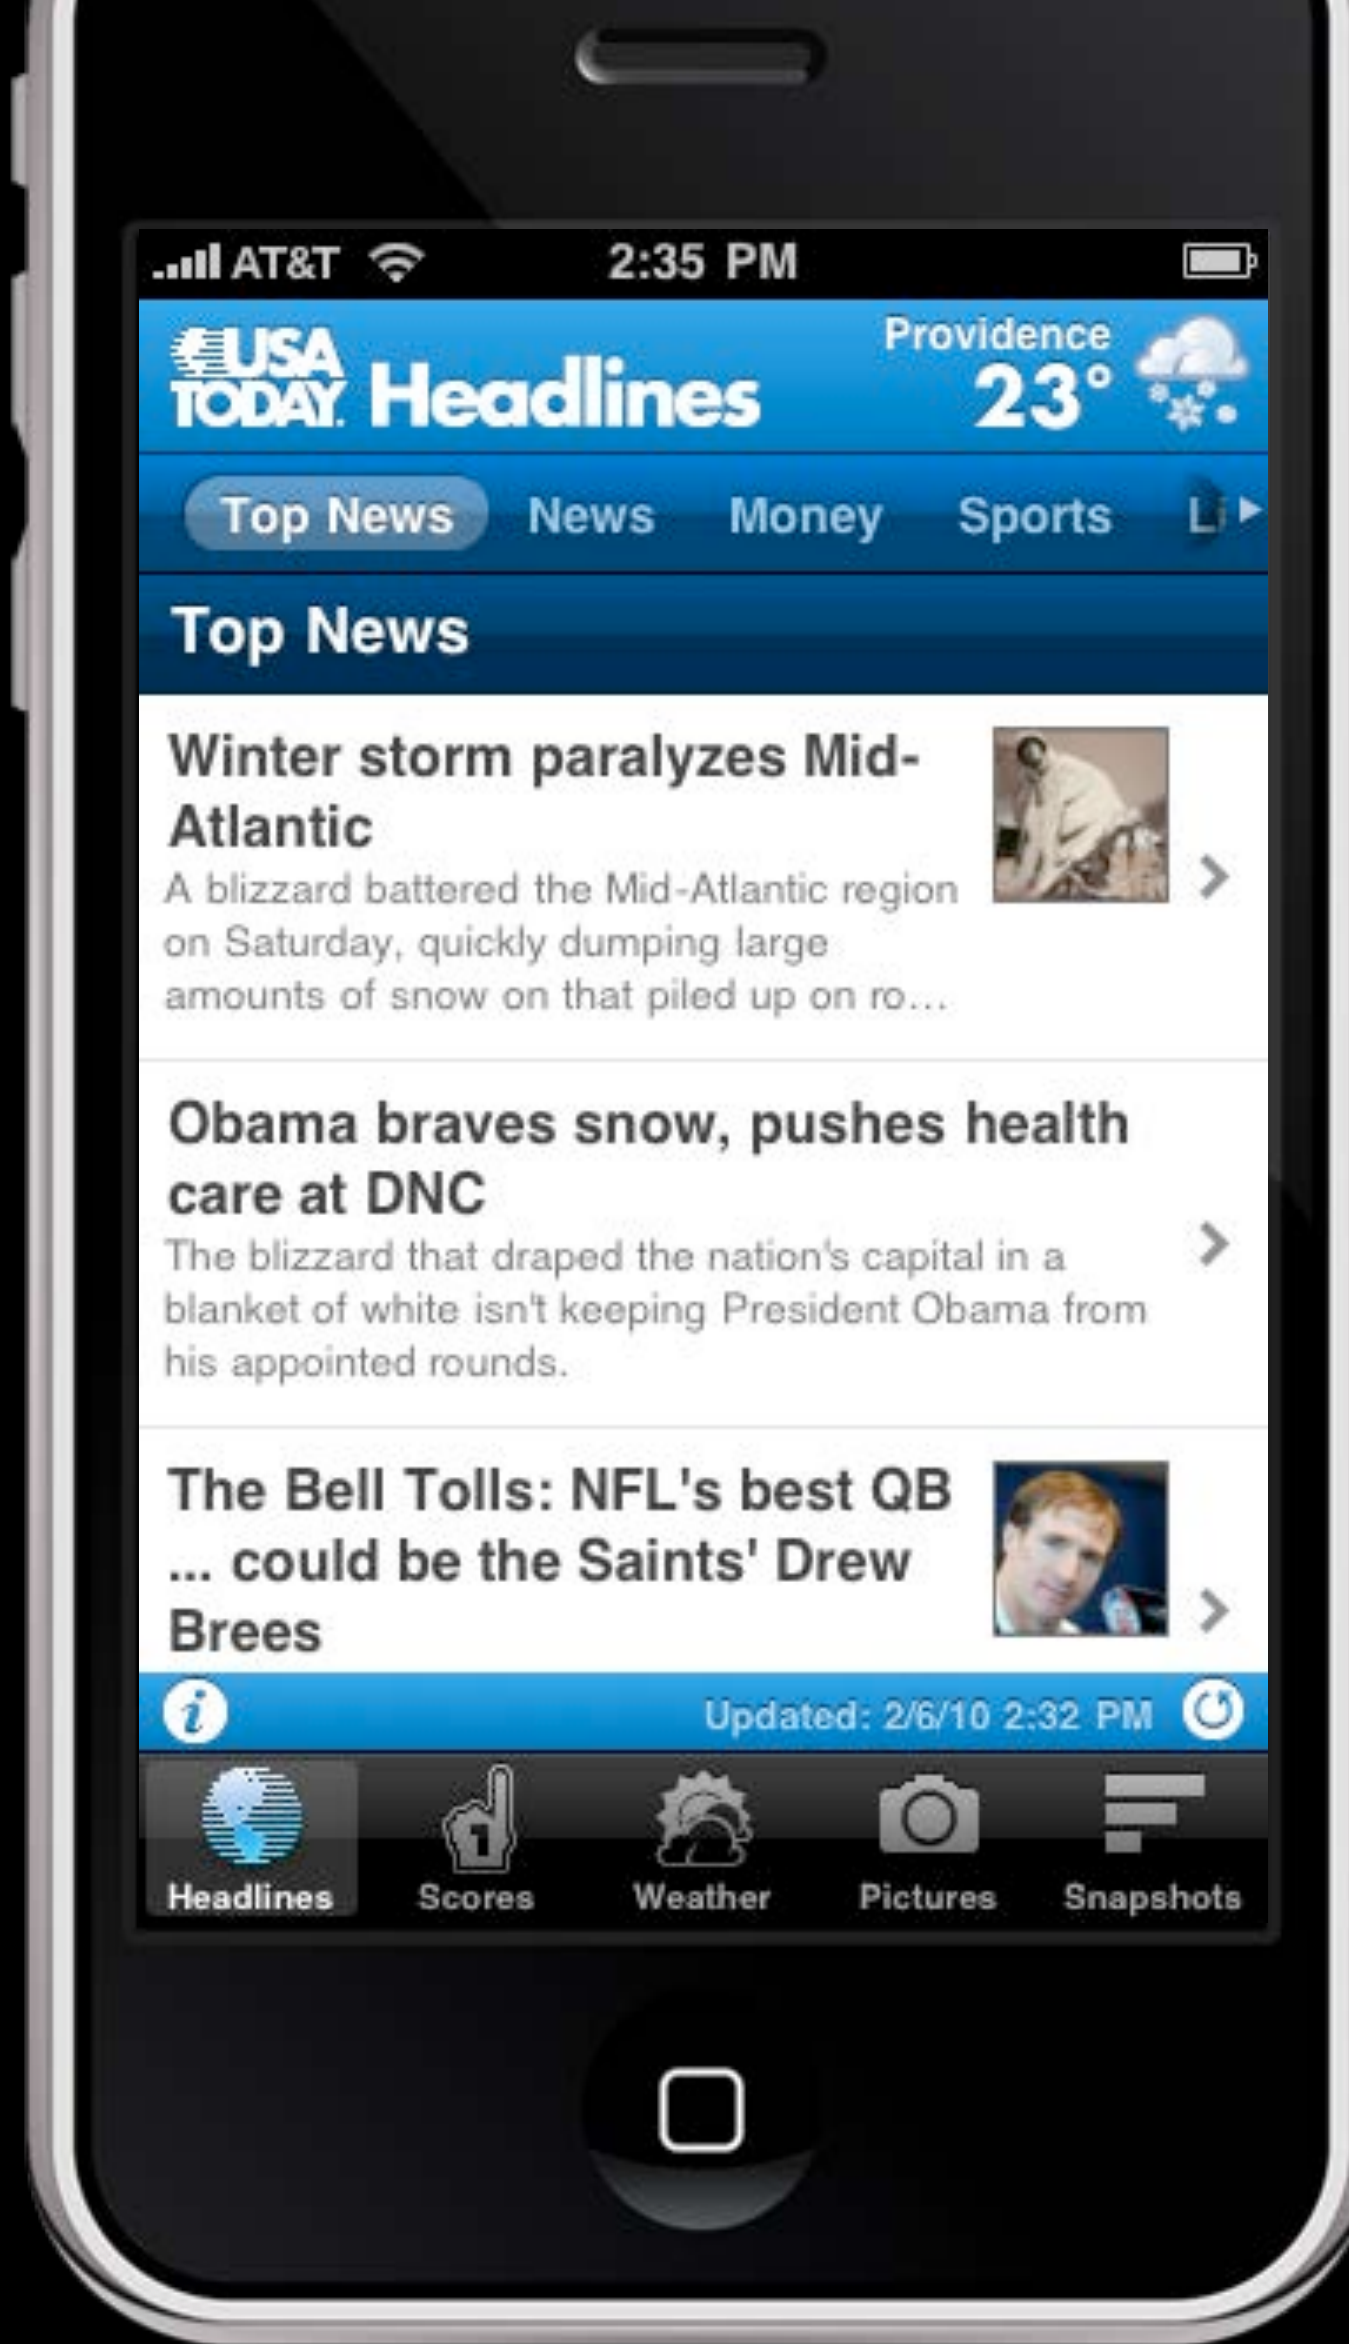 AT&T 2:35 PM
USA
TODAY. Headlines
Providence
23°
Top News News Money Sports
Top News
Winter storm paralyzes Mid-
Atlantic
A blizzard battered the Mid-Atlantic region
on Saturday, quickly dumping large
amounts of snow on that piled up on ro...
Obama braves snow, pushes health
care at DNC
The blizzard that draped the nation's capital in a
blanket of white isn't keeping President Obama from
his appointed rounds.
The Bell Tolls: NFL's best QB
... could be the Saints' Drew
Brees
i Updated: 2/6/10 2:32 PM
1
Headlines Scores Weather Pictures Snapshots